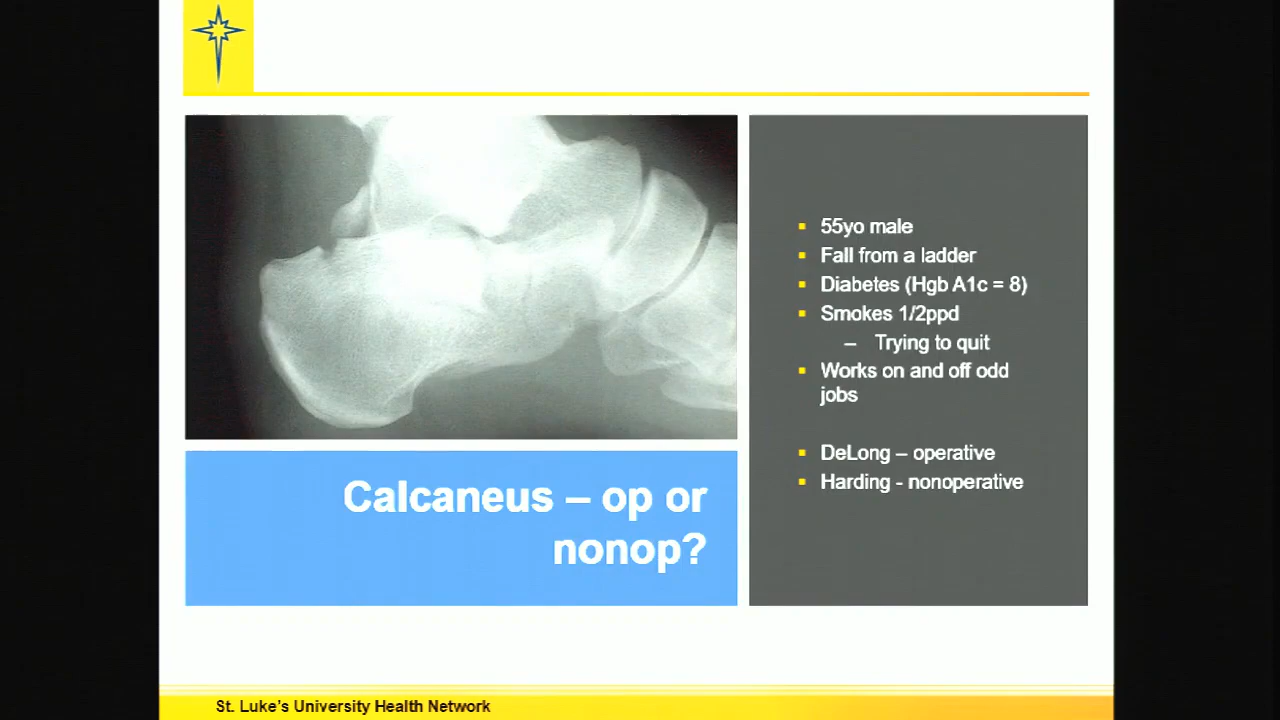 55yo male
Fall from a ladder
Diabetes (Hgb A1c = 8)
Smokes 1/2ppd
– Trying to quit
Works on and off odd
jobs
DeLong – operative
Harding - nonoperative
Calcaneus – op or
nonop?
St. Luke's University Health Network